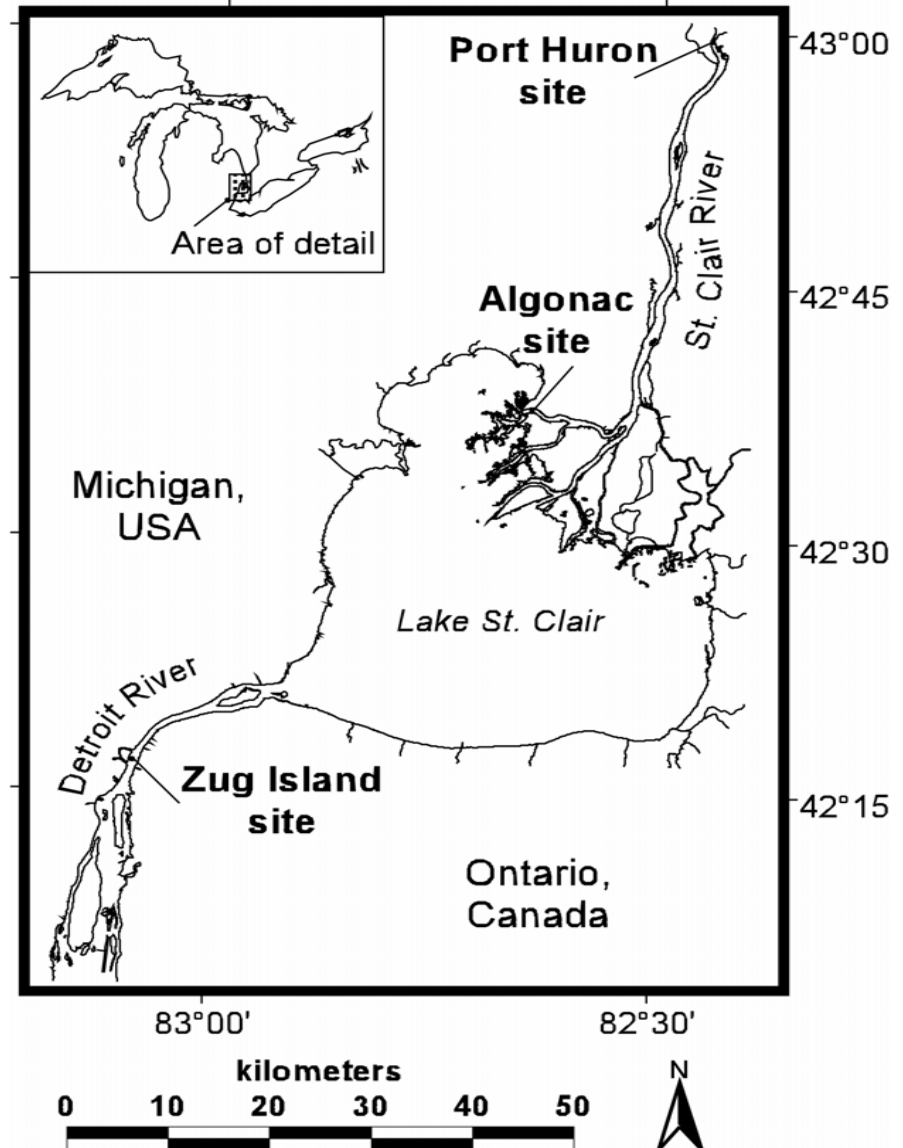 Port Huron
site
43°00
Area of detail
St. Clair River
42°45
Algonac
site
Michigan,
USA
42°30
Lake St. Clair
Detroit River
Zug Island
site
42°15
Ontario,
Canada
83°00'
82°30'
kilometers
N
0 10 20 30 40 50